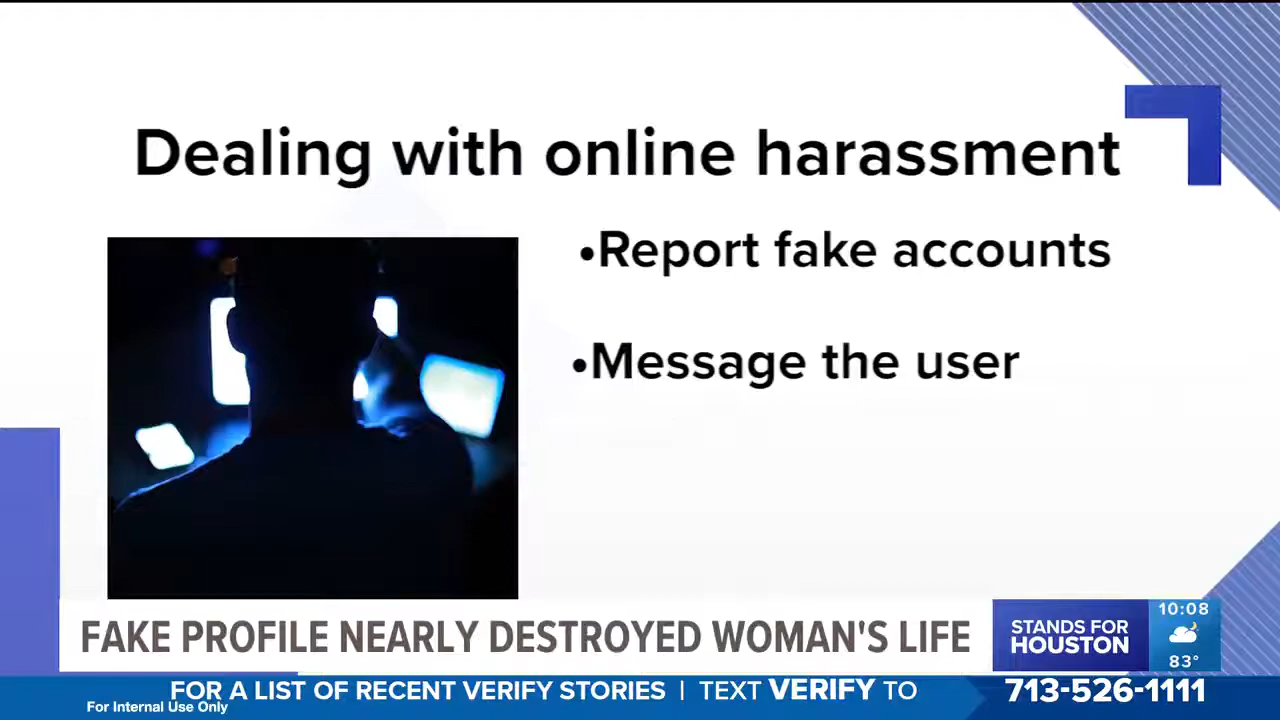 Dealing with online harassment
•Report fake accounts
•Message the user
FAKE PROFILE NEARLY DESTROYED WOMAN'S LIFE
STANDS FOR
HOUSTON
10:08
83°
FOR A LIST OF RECENT VERIFY STORIES | TEXT VERIFY TO 713-526-1111
For Internal Use Only